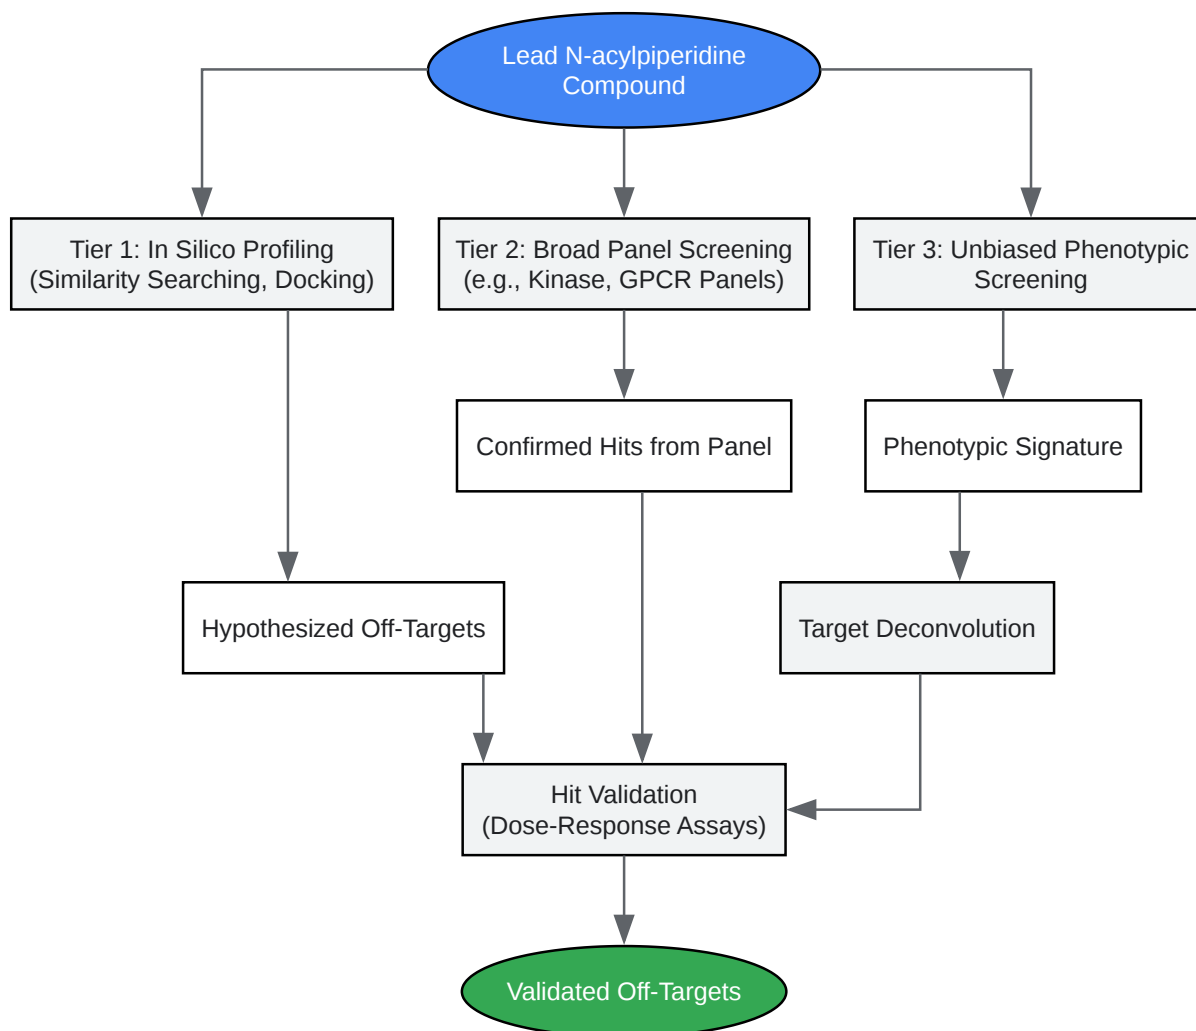 Lead N-acylpiperidine
Compound
Tier 1: In Silico Profiling
(Similarity Searching, Docking)
Tier 2: Broad Panel Screening
(e.g., Kinase, GPCR Panels)
Tier 3: Unbiased Phenotypic
Screening
Confirmed Hits from Panel
Phenotypic Signature
Hypothesized Off-Targets
Target Deconvolution
Hit Validation
(Dose-Response Assays)
Validated Off-Targets